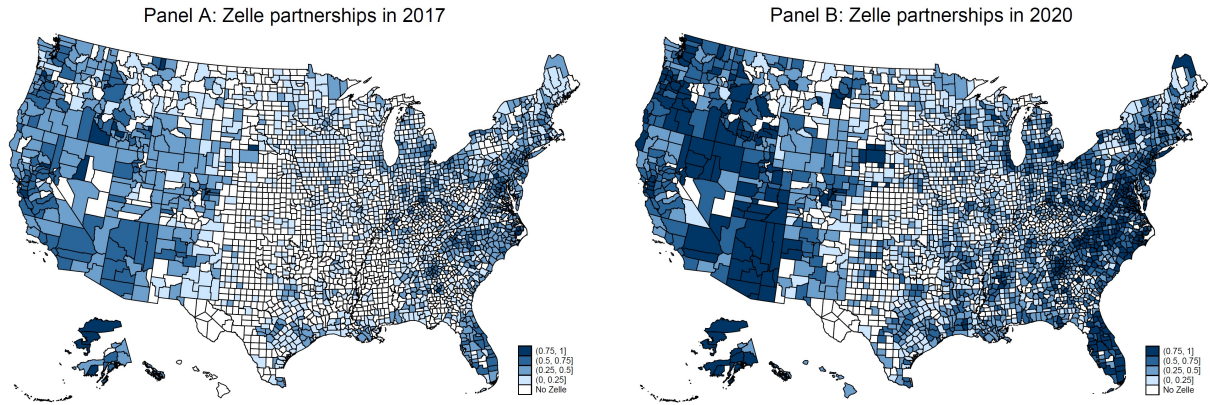 Panel A: Zelle partnerships in 2017
(0.75, 1]
(0.5, 0.75]
(0.25, 0.5]
(0, 0.25]
No Zelle
Panel B: Zelle partnerships in 2020
(0.75, 1]
(0.5, 0.75]
(0.25, 0.5]
(0, 0.25]
No Zelle